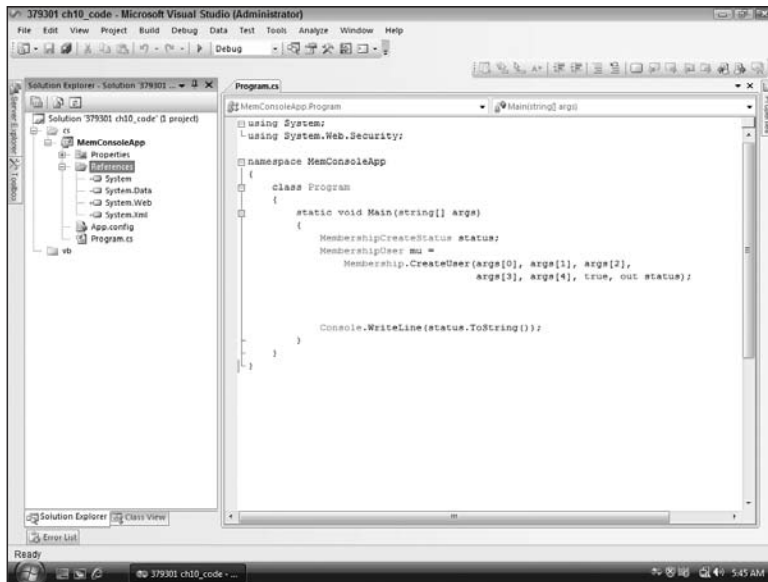 379301 ch10_code - Microsoft Visual Studio (Administrator)
File Edit View Project Build Debug Data Test Tools Analyze Window Help
Debug
Solution Explorer - Solution '379301 ...
Solution '379301 ch10_code' (1 project)
cs
MemConsoleApp
Properties
References
System
System.Data
System.Web
System.Xml
App.config
Program.cs
vb
Server Explorer
Toolbox
Program.cs
MemConsoleApp.Program
Main(string[] args)
using System;
using System.Web.Security;
namespace MemConsoleApp
{
class Program
{
static void Main(string[] args)
{
MembershipCreateStatus status;
MembershipUser mu =
Membership.CreateUser(args[0], args[1], args[2],
args[3], args[4], true, out status);
Console.WriteLine(status.ToString());
}
}
}
Solution Explorer Class View
Error List
Ready
379301 ch10_code - ...
5:45 AM